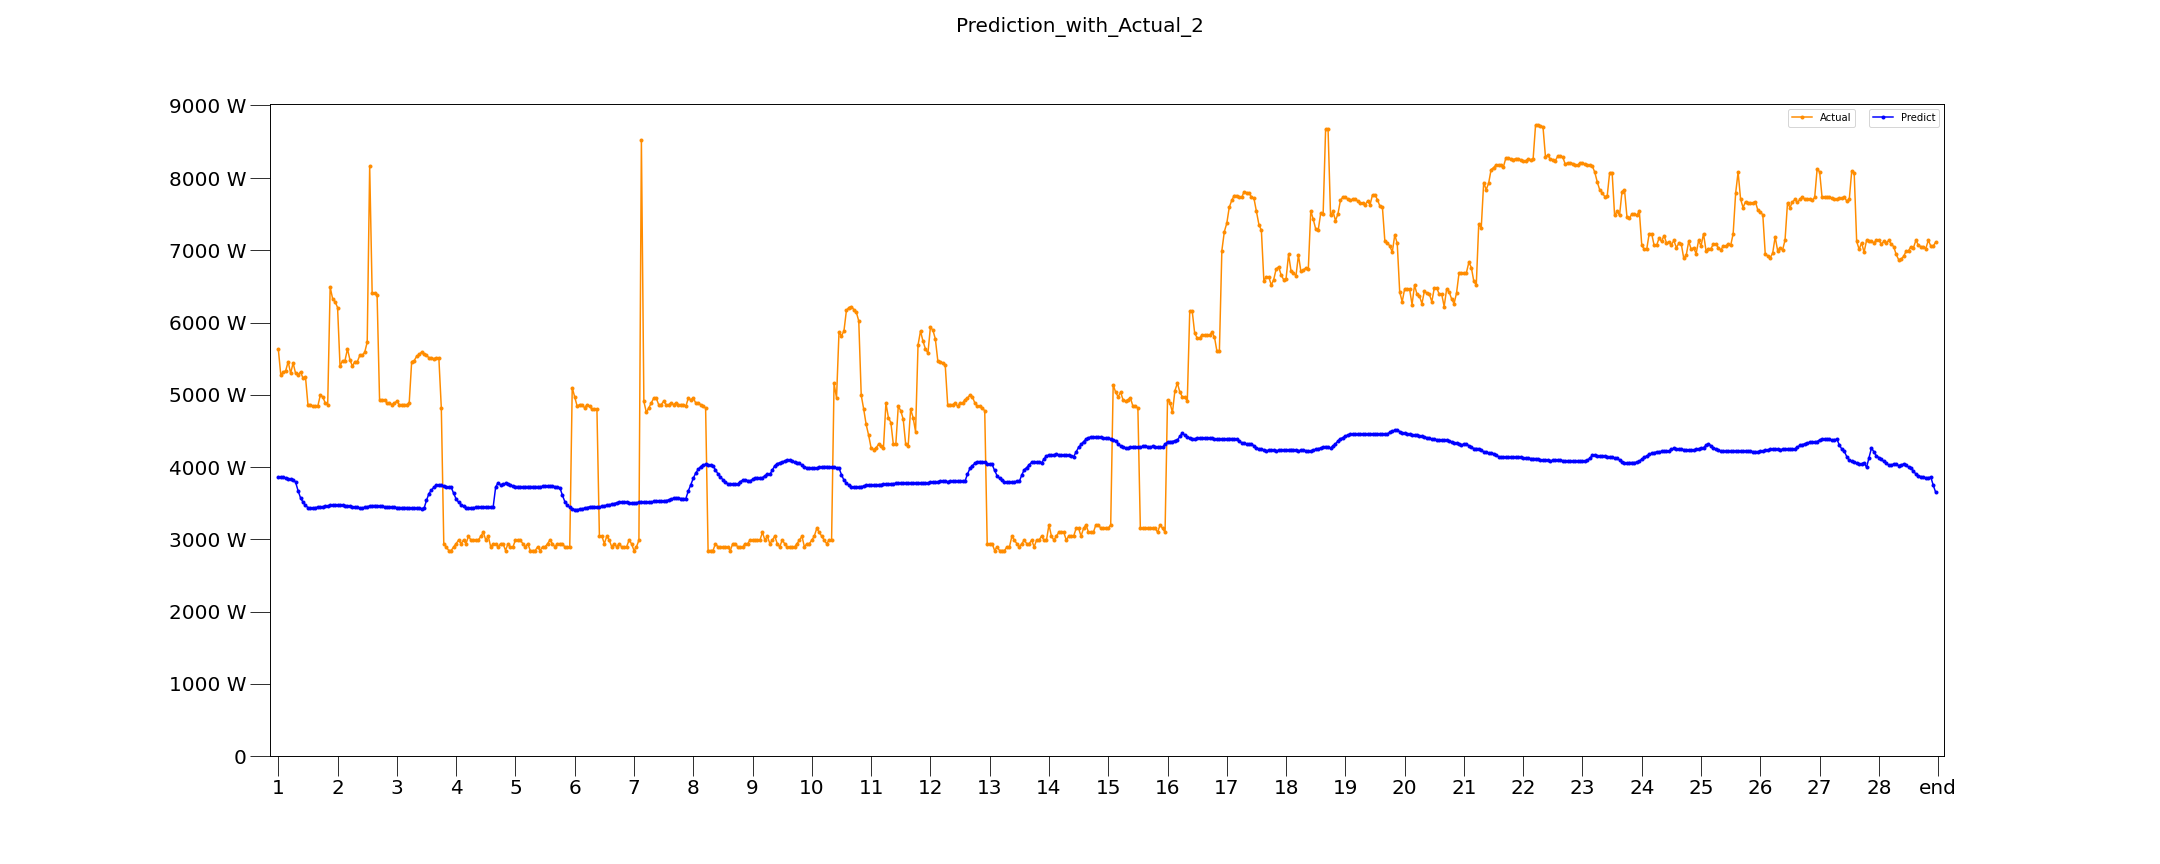 Prediction_with_Actual_2
9000 W
8000 W
7000 W
6000 W
5000 W
4000 W
3000 W
2000 W
1000 W
0
Actual Predict
1 2 3 4 5 6 7 8 9 10 11 12 13 14 15 16 17 18 19 20 21 22 23 24 25 26 27 28 end